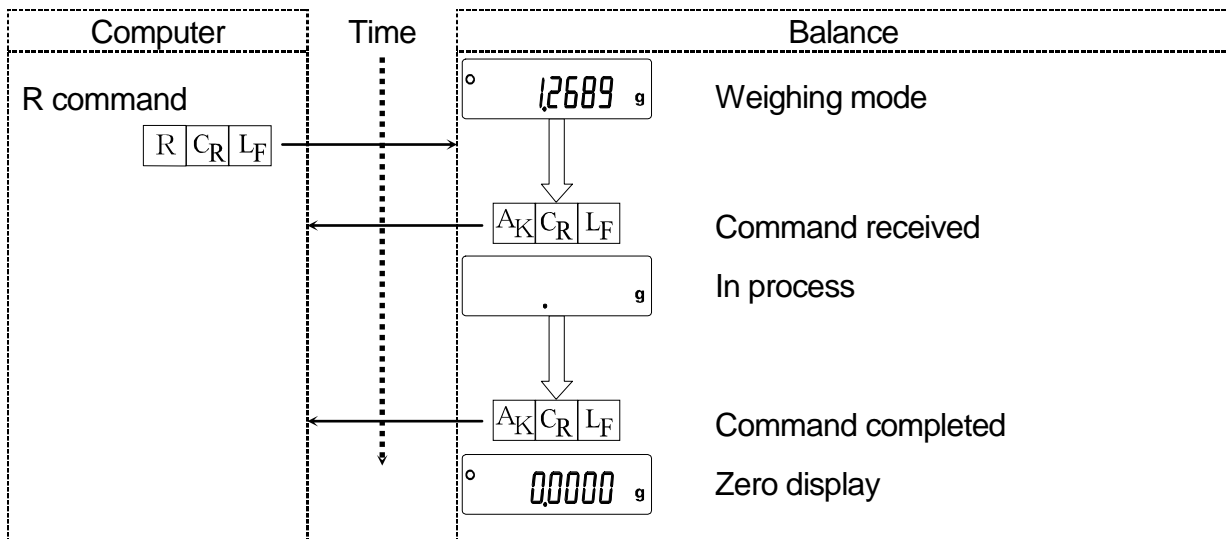 Computer Time Balance
1.2689 g Weighing mode
R command
R CR LF
AK CR LF Command received
. g In process
AK CR LF Command completed
0.0000 g Zero display